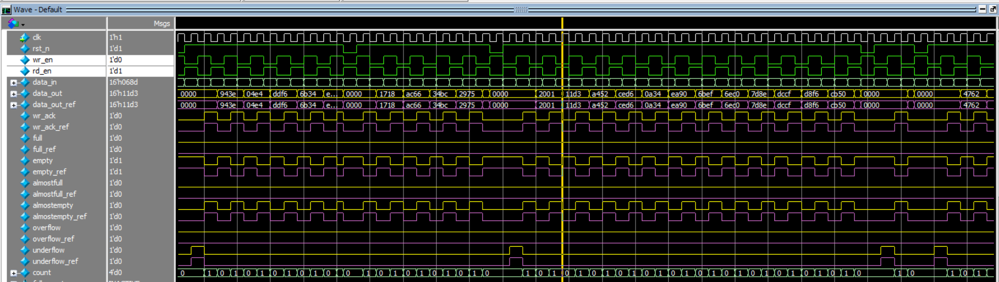 Wave - Default
Msgs
clk 1'h1
rst_n 1'd1
wr_en 1'd0
rd_en 1'd1
data_in 16'h068d
data_out 16'h11d3 0000 943e 04e4 ddf6 6b34 e... 0000 1718 ac66 34bc 2975 0000 2001 11d3 a452 ced6 0a34 ea90 6bef 6ec0 7d8e dccf d8f6 cb50 0000 0000 4762
data_out_ref 16'h11d3 0000 943e 04e4 ddf6 6b34 e... 0000 1718 ac66 34bc 2975 0000 2001 11d3 a452 ced6 0a34 ea90 6bef 6ec0 7d8e dccf d8f6 cb50 0000 0000 4762
wr_ack 1'd0
wr_ack_ref 1'd0
full 1'd0
full_ref 1'd0
empty 1'd1
empty_ref 1'd1
almostfull 1'd0
almostfull_ref 1'd0
almostempty 1'd0
almostempty_ref 1'd0
overflow 1'd0
overflow_ref 1'd0
underflow 1'd0
underflow_ref 1'd0
count 4'd0 0 1 0 1 0 1 0 1 0 1 0 0 1 0 1 0 1 0 1 0 1 0 1 0 1 0 1 0 1 0 1 0 1 0 1 0 1 0 1 0 1 0 1 0 1 0 1 0 1 0 1 0 1